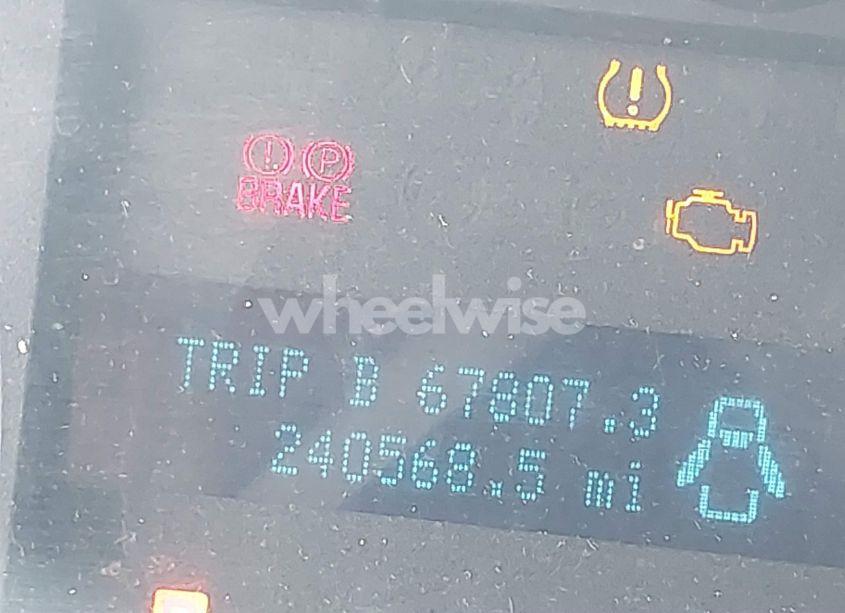 ! P
BRAKE
!
wheelwise
TRIP B 67807.3
240568.5 mi